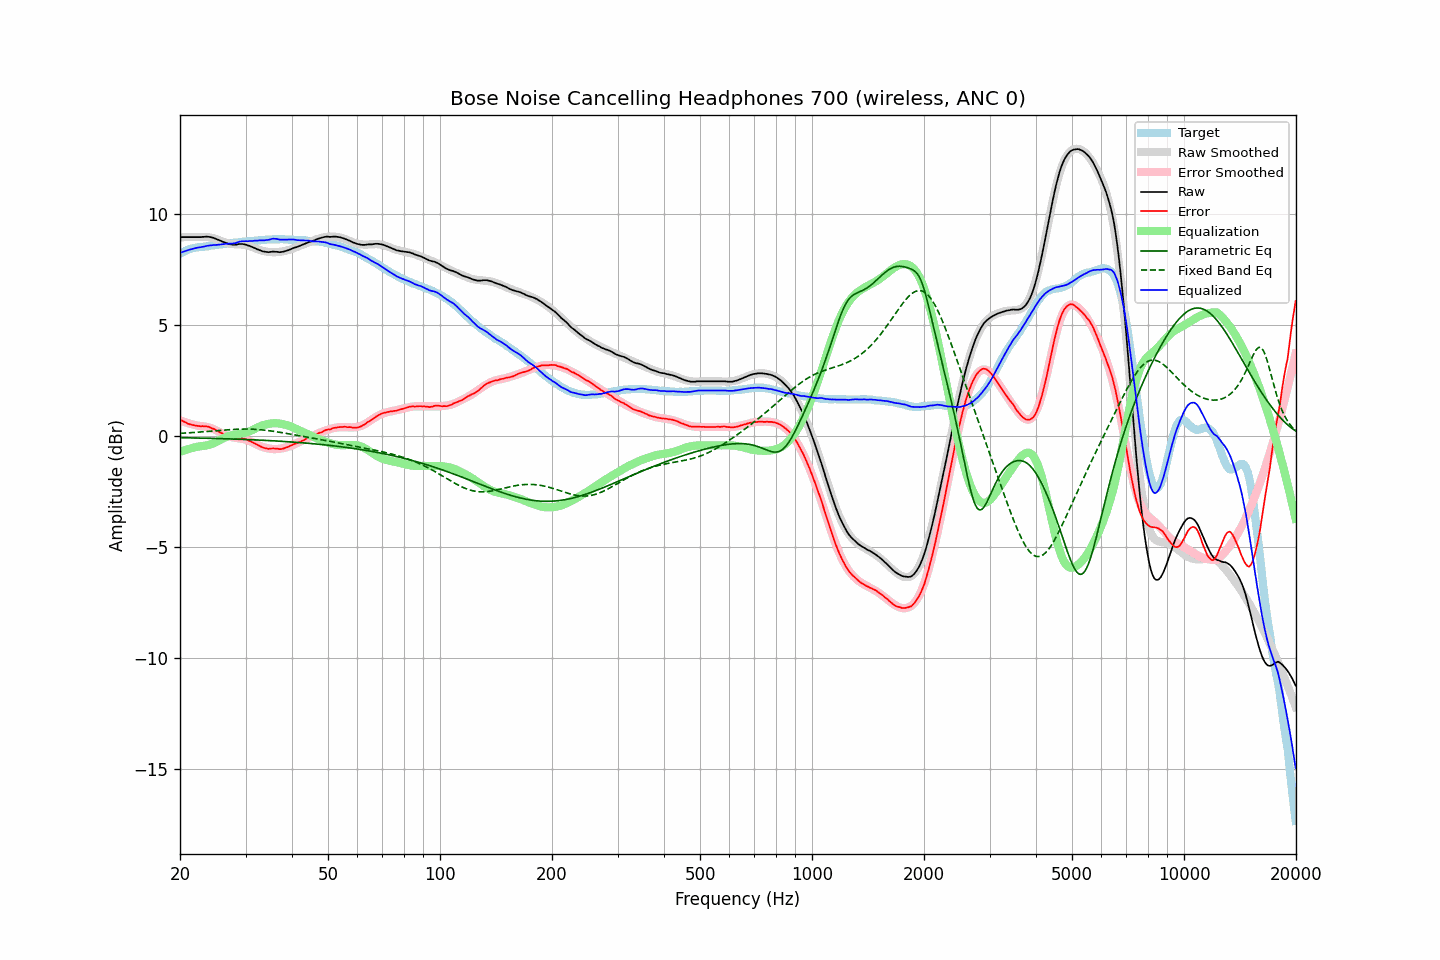 Bose Noise Cancelling Headphones 700 (wireless, ANC 0)
Target
Raw Smoothed
Error Smoothed
Raw
Error
Equalization
Parametric Eq
Fixed Band Eq
Equalized
Amplitude (dBr)
10
5
0
−5
−10
−15
20 50 100 200 500 1000 2000 5000 10000 20000
Frequency (Hz)